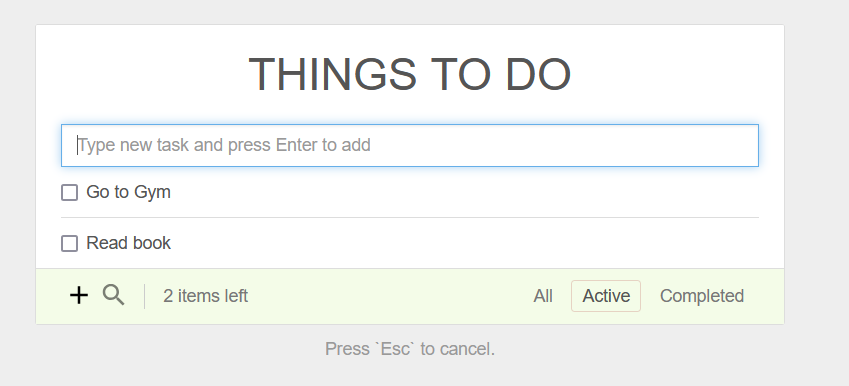 THINGS TO DO
Type new task and press Enter to add
Go to Gym
Read book
2 items left All Active Completed
Press `Esc` to cancel.